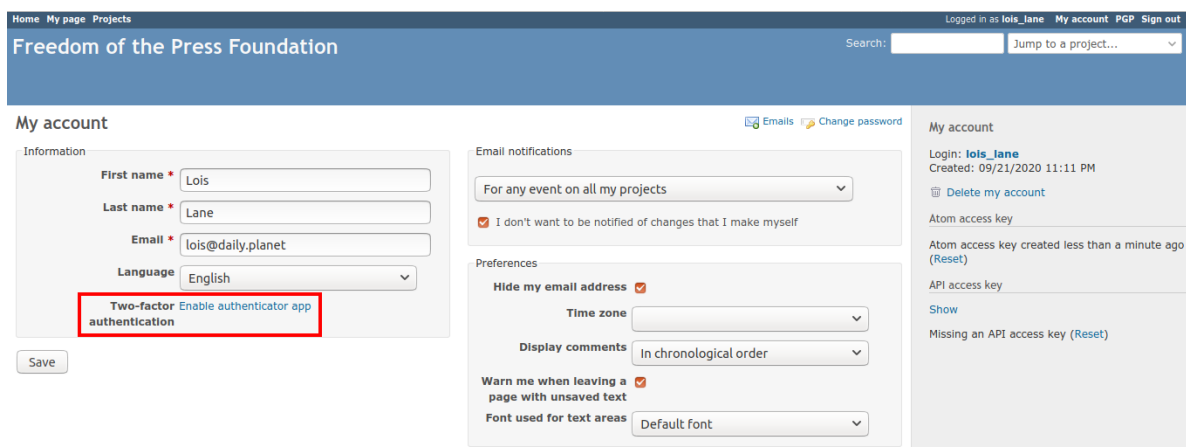 Home My page Projects
Logged in as lois_lane My account PGP Sign out
Freedom of the Press Foundation
Search:
Jump to a project...
My account
Emails
Change password
Information
First name * Lois
Last name * Lane
Email * lois@daily.planet
Language English
Two-factor Enable authenticator app
authentication
Save
Email notifications
For any event on all my projects
I don't want to be notified of changes that I make myself
Preferences
Hide my email address
Time zone
Display comments In chronological order
Warn me when leaving a
page with unsaved text
Font used for text areas Default font
My account
Login: lois_lane
Created: 09/21/2020 11:11 PM
Delete my account
Atom access key
Atom access key created less than a minute ago
(Reset)
API access key
Show
Missing an API access key (Reset)